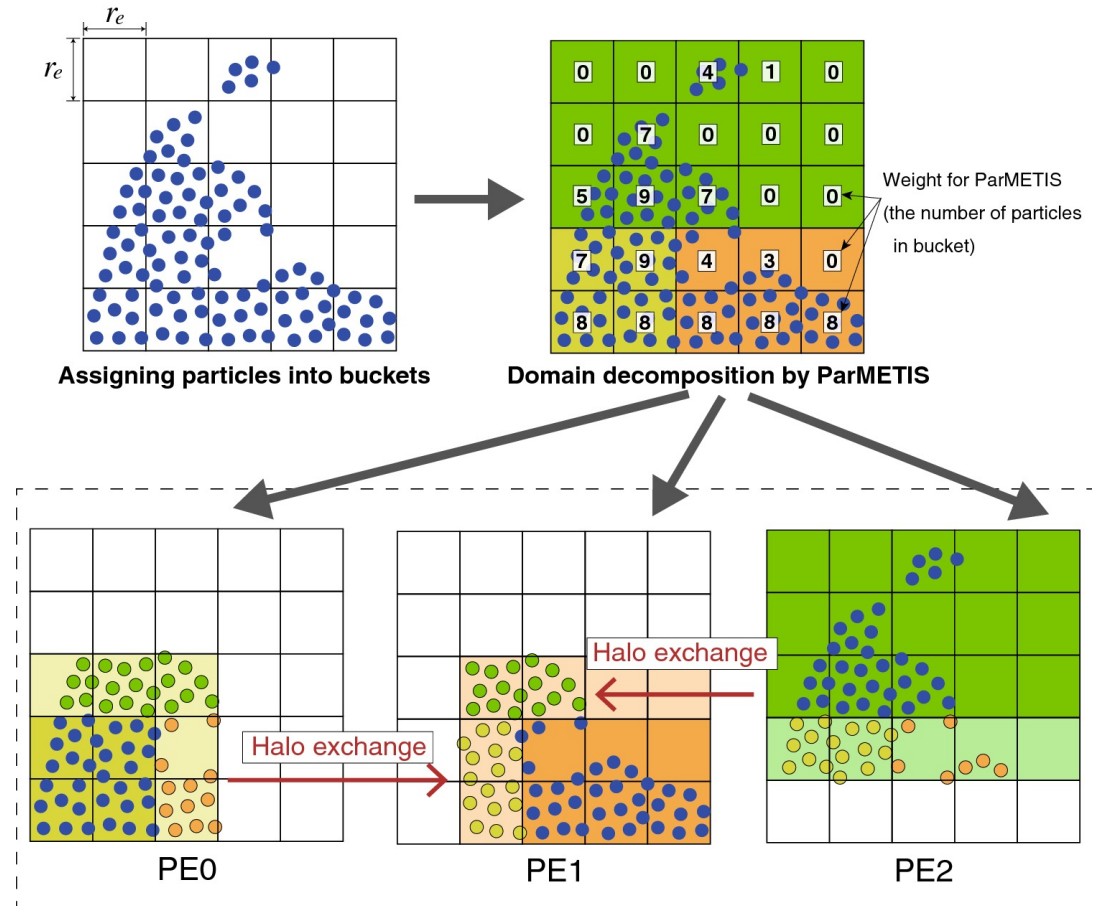 re
re
0 0 4 1 0
0 7 0 0 0
5 9 7 0 0
7 9 4 3 0
8 8 8 8 8
Weight for ParMETIS
(the number of particles
in bucket)
Assigning particles into buckets
Domain decomposition by ParMETIS
Halo exchange
Halo exchange
PE0
PE1
PE2